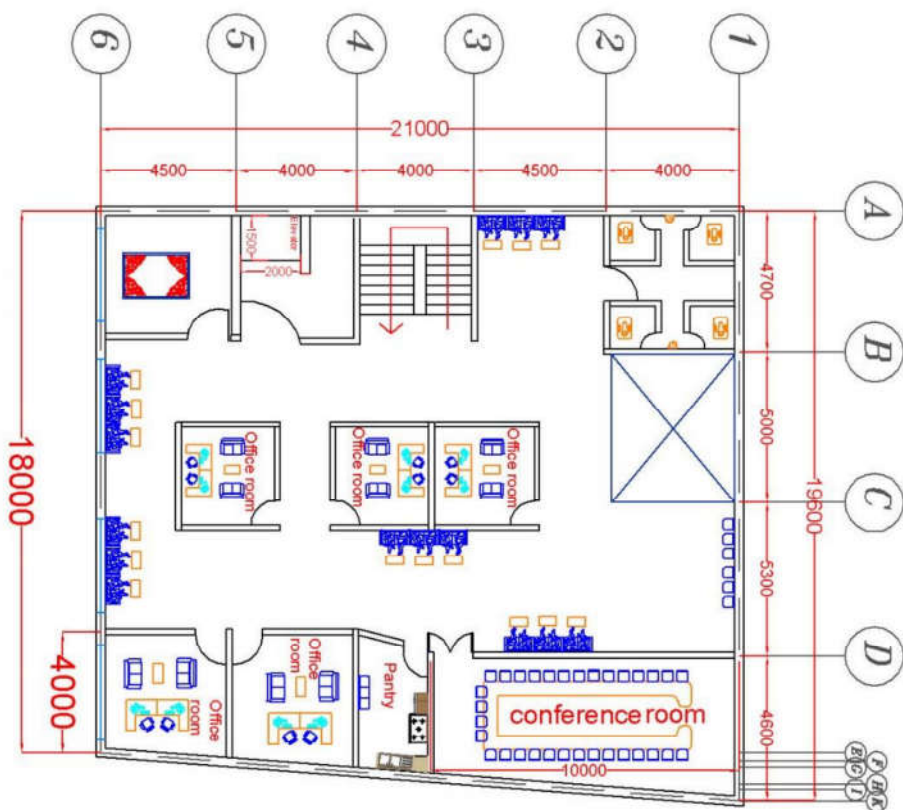 6
5
4
3
2
1
21000
4500
4000
4000
4500
4000
A
B
C
D
E
F
G
H
I
4700
5000
5300
4600
19600
18000
4000
Elevator
1500
2000
Office room
Office room
Office room
Office
room
Office
room
Pantry
conference room
10000